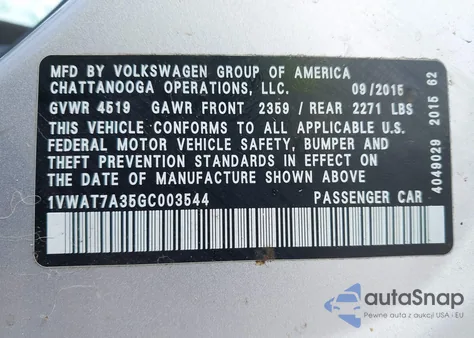 MFD BY VOLKSWAGEN GROUP OF AMERICA
CHATTANOOGA OPERATIONS, LLC. 09/2015
GVWR 4519 GAWR FRONT 2359 / REAR 2271 LBS
THIS VEHICLE CONFORMS TO ALL APPLICABLE U.S.
FEDERAL MOTOR VEHICLE SAFETY, BUMPER AND
THEFT PREVENTION STANDARDS IN EFFECT ON
THE DATE OF MANUFACTURE SHOWN ABOVE
1VWAT7A35GC003544 PASSENGER CAR
4049029 2015 62
autoSnap
Pewne auta z aukcji USA i EU